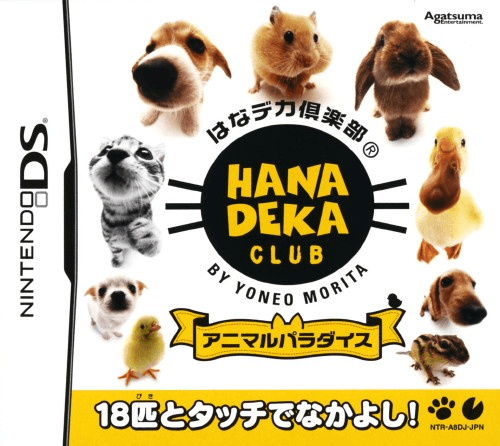 Agatsuma
Entertainment.
はなデカ倶楽部®
HANA
DEKA
CLUB
BY YONEO MORITA
アニマルパラダイス
NINTENDO DS
18匹とタッチでなかよし!
ぴき
NTR-A8DJ-JPN